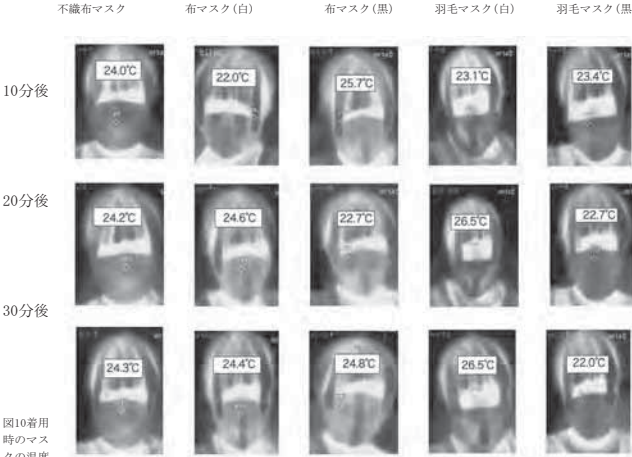 不織布マスク 布マスク(白) 布マスク(黒) 羽毛マスク(白) 羽毛マスク(黒
10分後
24.0℃ 22.0℃ 25.7℃ 23.1℃ 23.4℃
20分後
24.2℃ 24.6℃ 22.7℃ 26.5℃ 22.7℃
30分後
24.3℃ 24.4℃ 24.8℃ 26.5℃ 22.0℃
図10着用
時のマス
クの温度